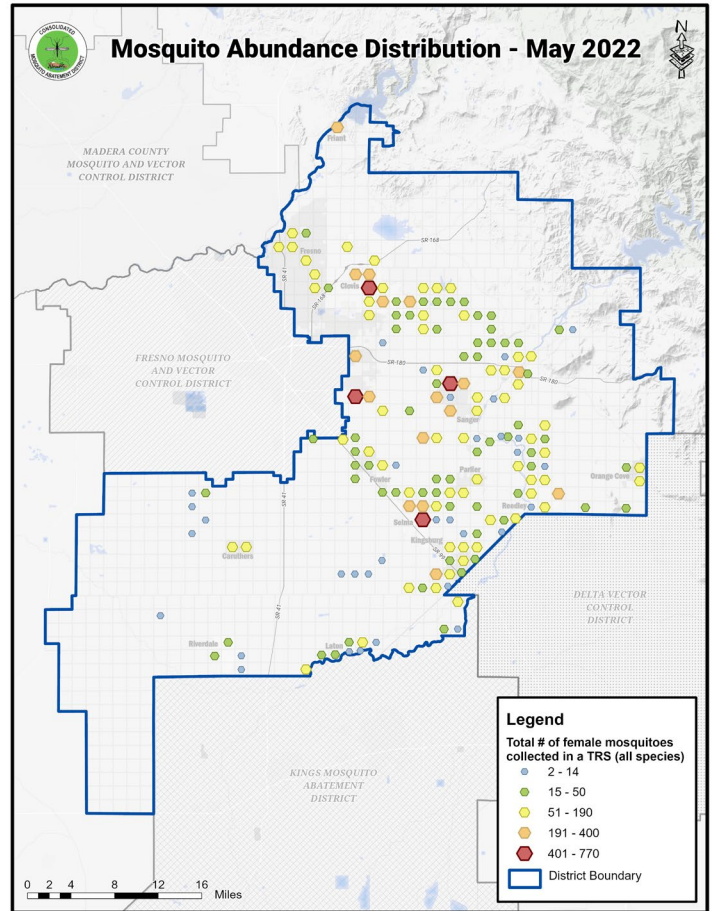 CONSOLIDATED
MOSQUITO ABATEMENT DISTRICT
Mosquito Abundance Distribution - May 2022
N
MADERA COUNTY
MOSQUITO AND VECTOR
CONTROL DISTRICT
Friant
Fresno
SR 168
SR 41
Clovis
SR 168
FRESNO MOSQUITO
AND VECTOR
CONTROL DISTRICT
SR 180
SR 180
Sanger
Parlier
Orange Cove
Fowler
SR 41
Reedley
Selma
Kingsburg
SR 99
Caruthers
DELTA VECTOR
CONTROL
DISTRICT
SR 41
Riverdale
Laton
KINGS MOSQUITO
ABATEMENT
DISTRICT
Legend
Total # of female mosquitoes
collected in a TRS (all species)
2 - 14
15 - 50
51 - 190
191 - 400
401 - 770
District Boundary
0 2 4 8 12 16
Miles